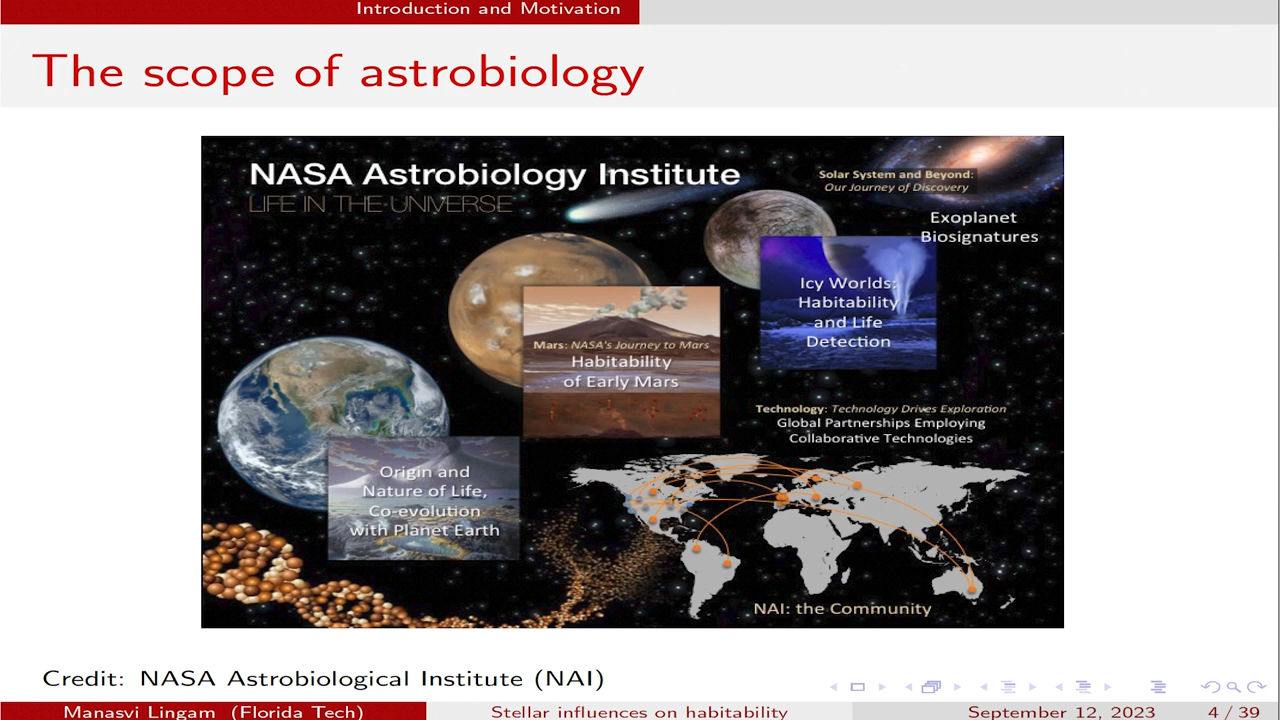 Introduction and Motivation
The scope of astrobiology
NASA Astrobiology Institute
LIFE IN THE UNIVERSE
Solar System and Beyond:
Our Journey of Discovery
Exoplanet
Biosignatures
Icy Worlds:
Habitability
and Life
Detection
Mars: NASA's Journey to Mars
Habitability
of Early Mars
Technology: Technology Drives Exploration
Global Partnerships Employing
Collaborative Technologies
Origin and
Nature of Life,
Co-evolution
with Planet Earth
NAI: the Community
Credit: NASA Astrobiological Institute (NAI)
Manasvi Lingam (Florida Tech)
Stellar influences on habitability
September 12, 2023
4 / 39